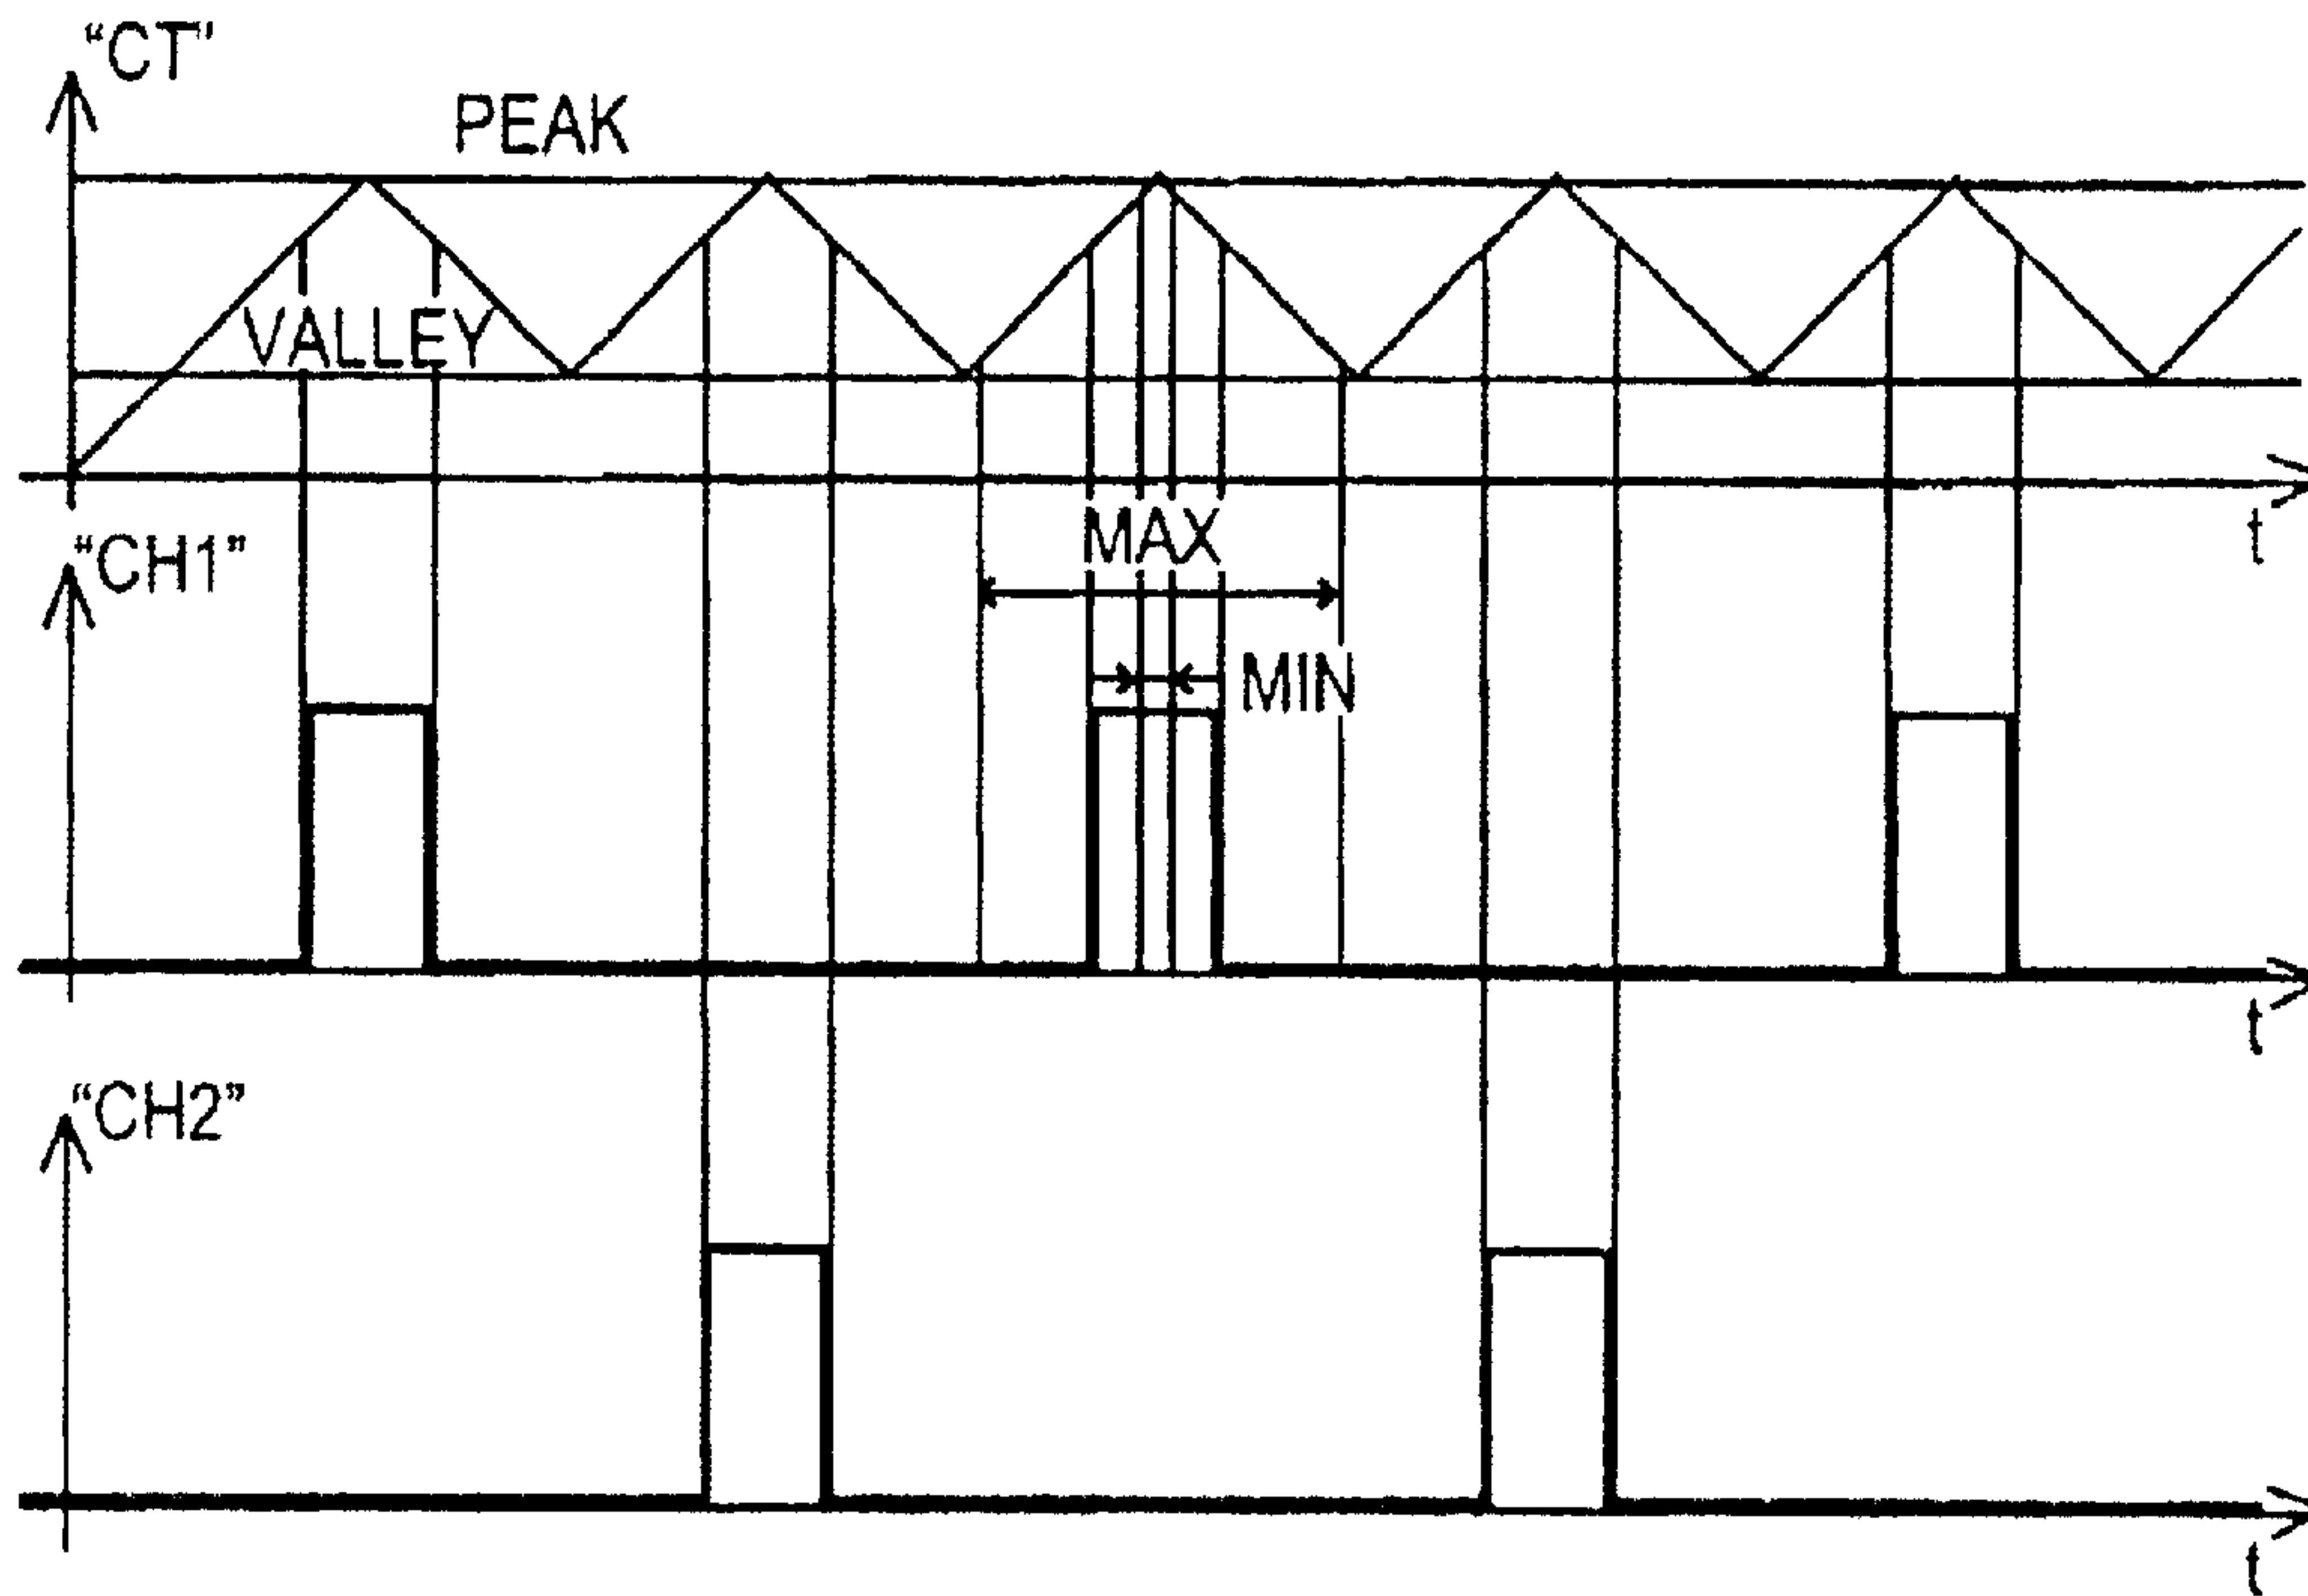 “CT’
PEAK
VALLEY
t
“CH1”
MAX
MIN
t
“CH2”
t